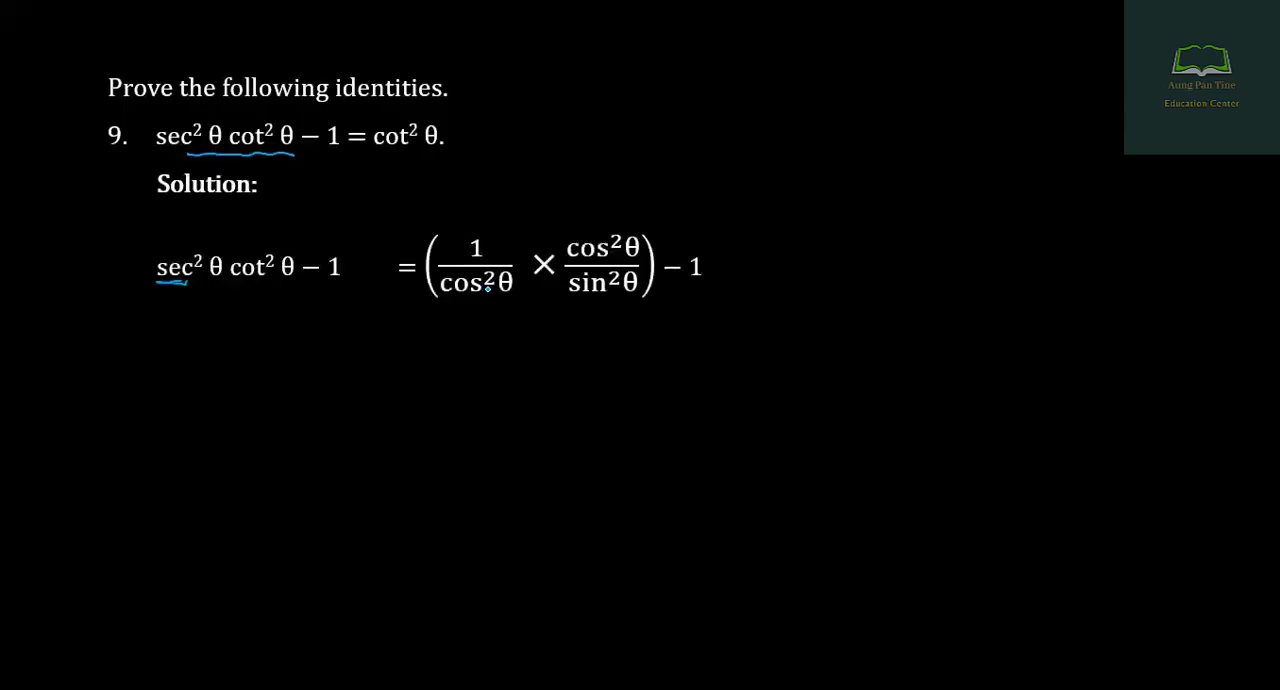 Aung Pan Tine
Education Center
Prove the following identities.
9. sec² θ cot² θ − 1 = cot² θ.
Solution:
sec² θ cot² θ − 1 = (1/cos²θ × cos²θ/sin²θ) − 1